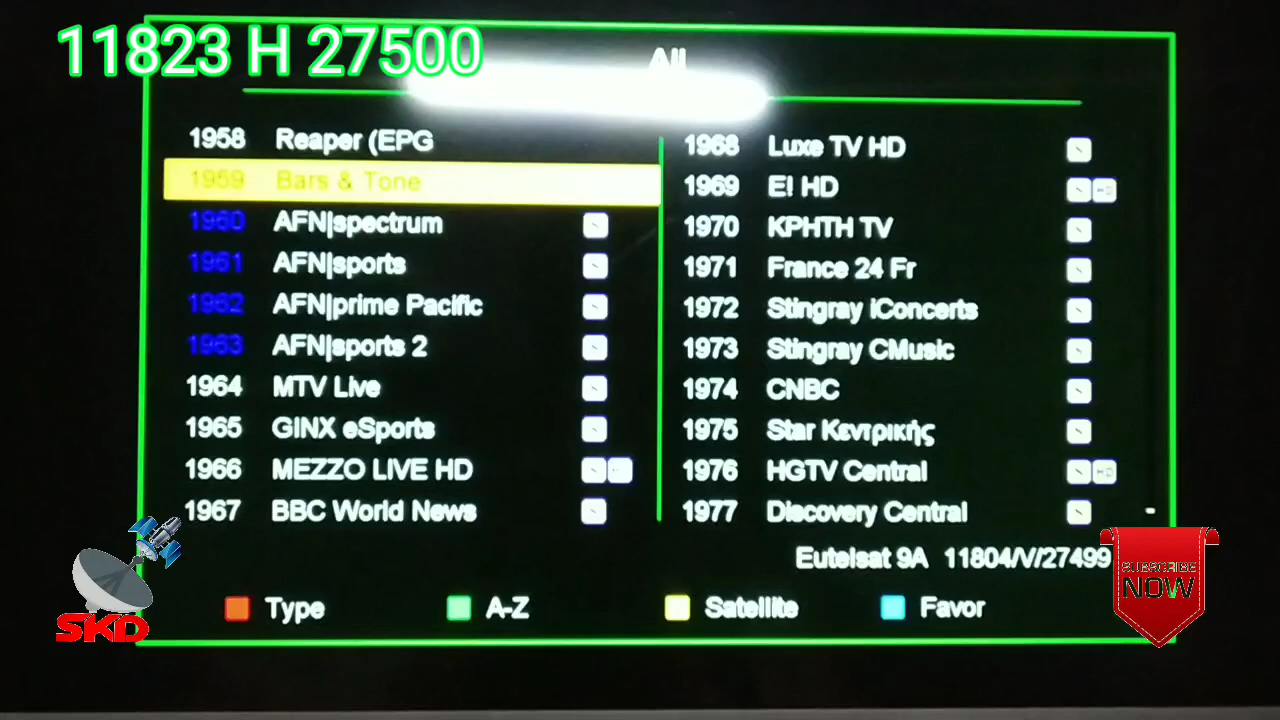 11823 H 27500
All
1958 Reaper (EPG
1959 Bars & Tone
1960 AFN|spectrum
1961 AFN|sports
1962 AFN|prime Pacific
1963 AFN|sports 2
1964 MTV Live
1965 GINX eSports
1966 MEZZO LIVE HD
1967 BBC World News
1968 Luxe TV HD
1969 E! HD
1970 KPHTH TV
1971 France 24 Fr
1972 Stingray iConcerts
1973 Stingray CMusic
1974 CNBC
1975 Star Κεντρικής
1976 HGTV Central
1977 Discovery Central
Eutelsat 9A 11804/V/27499
Type A-Z Satellite Favor
SKD
SUBSCRIBE
NOW